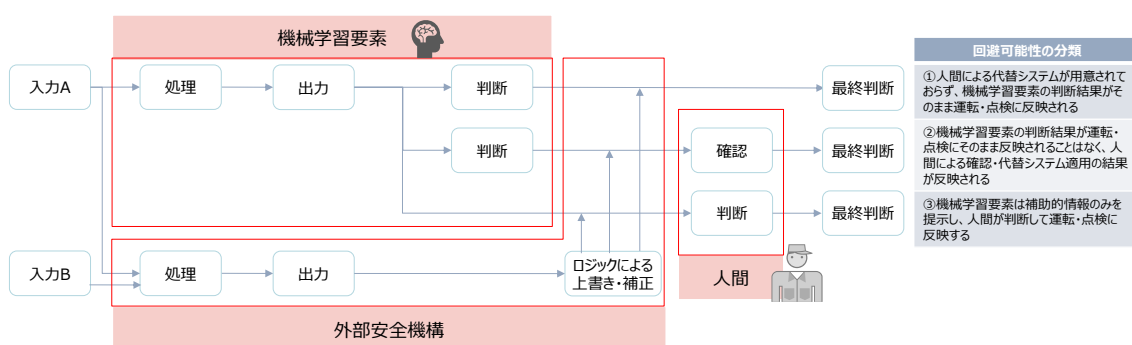 機械学習要素
入力A
処理
出力
判断
最終判断
判断
確認
最終判断
判断
最終判断
入力B
処理
出力
ロジックによる
上書き・補正
人間
外部安全機構
回避可能性の分類
①人間による代替システムが用意されて
おらず、機械学習要素の判断結果がそ
のまま運転・点検に反映される
②機械学習要素の判断結果が運転・
点検にそのまま反映されることはなく、人
間による確認・代替システム適用の結果
が反映される
③機械学習要素は補助的情報のみを
提示し、人間が判断して運転・点検に
反映する